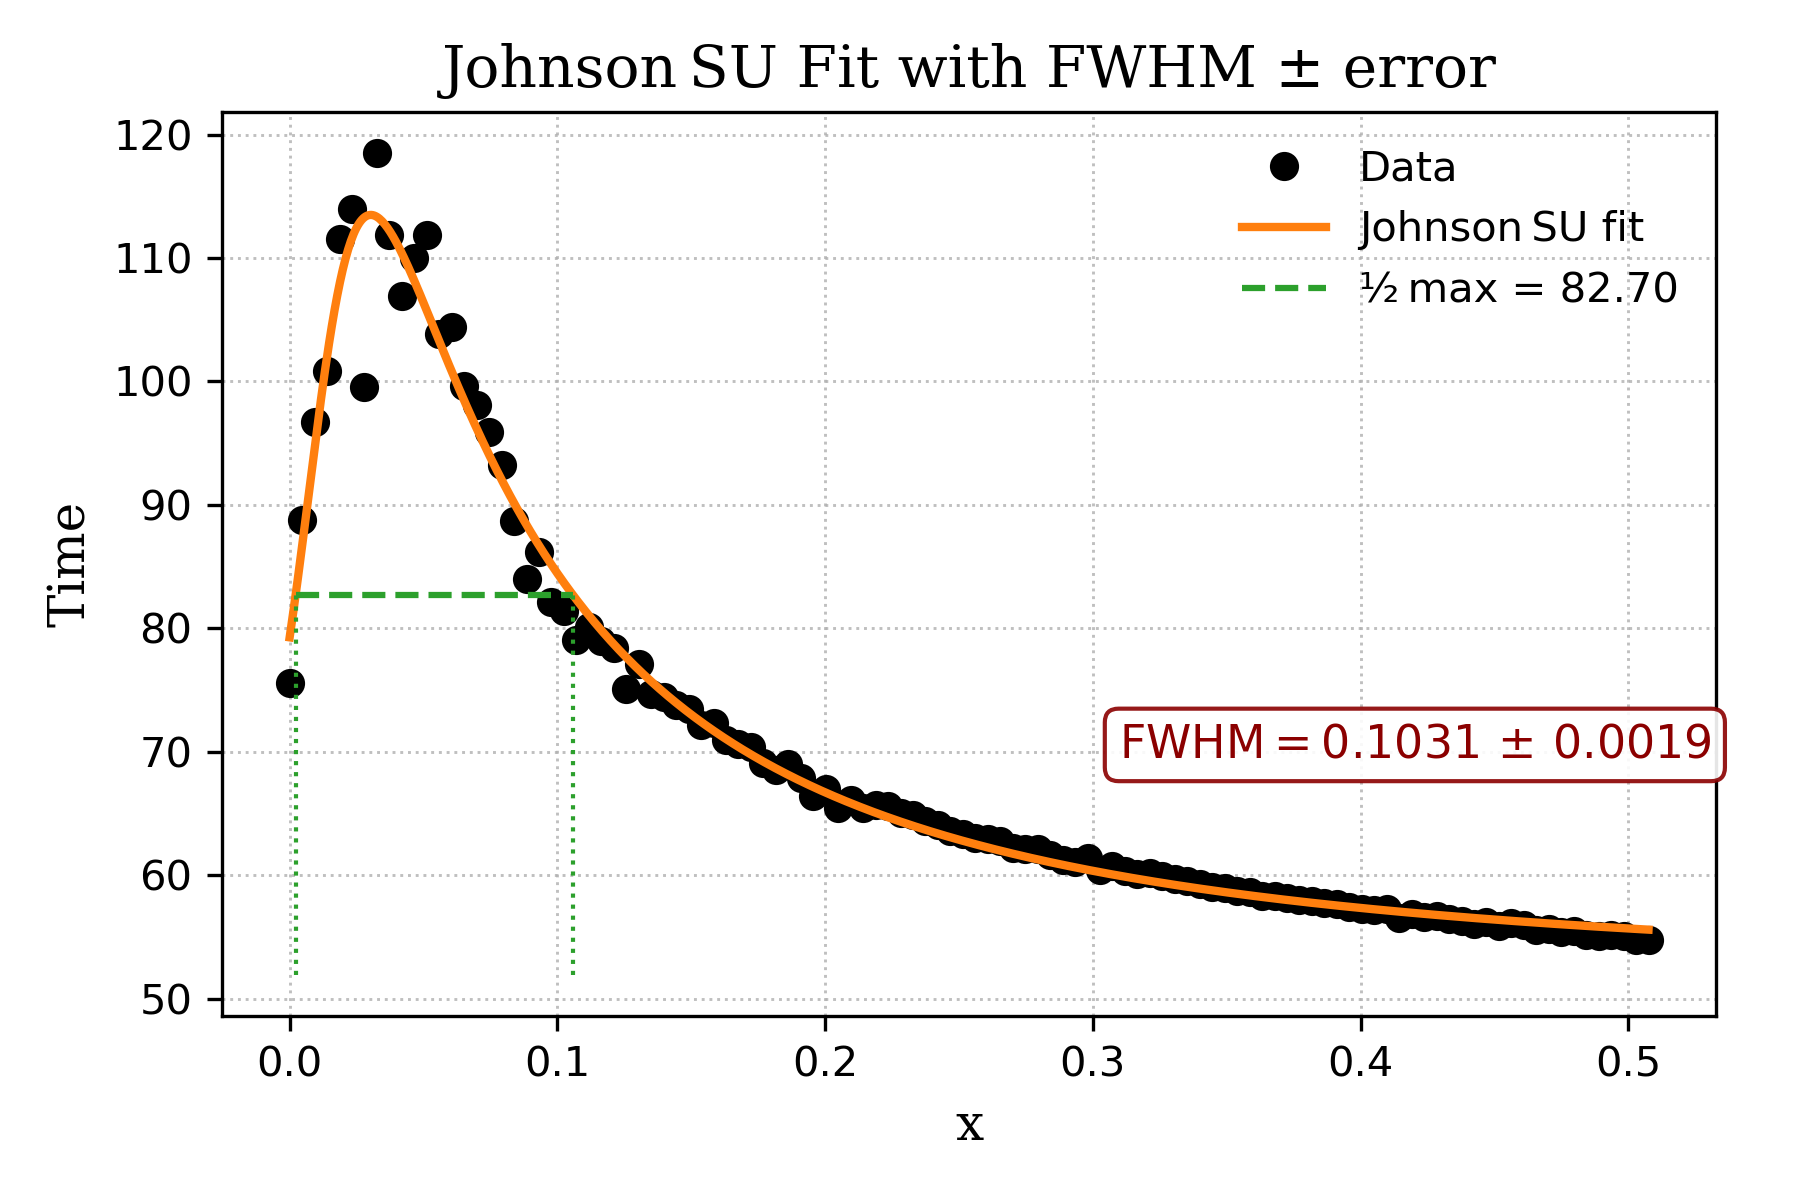 Johnson SU Fit with FWHM ± error
Time
120
110
100
90
80
70
60
50
Data
Johnson SU fit
½ max = 82.70
FWHM = 0.1031 ± 0.0019
0.0 0.1 0.2 0.3 0.4 0.5
x